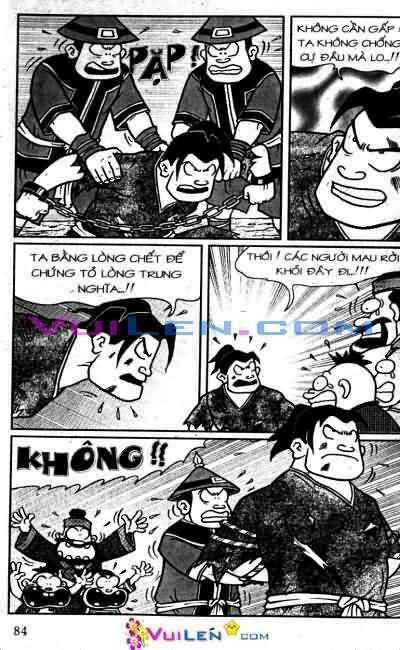 PẶP!
KHÔNG CẦN GẤP
TA KHÔNG CHỐNG
CỰ ĐÂU MÀ LO...!!
TA BẰNG LÒNG CHẾT ĐỂ
CHỨNG TỎ LÒNG TRUNG
NGHĨA...!!
THÔI! CÁC NGƯỜI MAU RỜI
KHỎI ĐÂY ĐI...!!!
VUILEN.COM
KHÔNG!!
84
VUILEN.COM